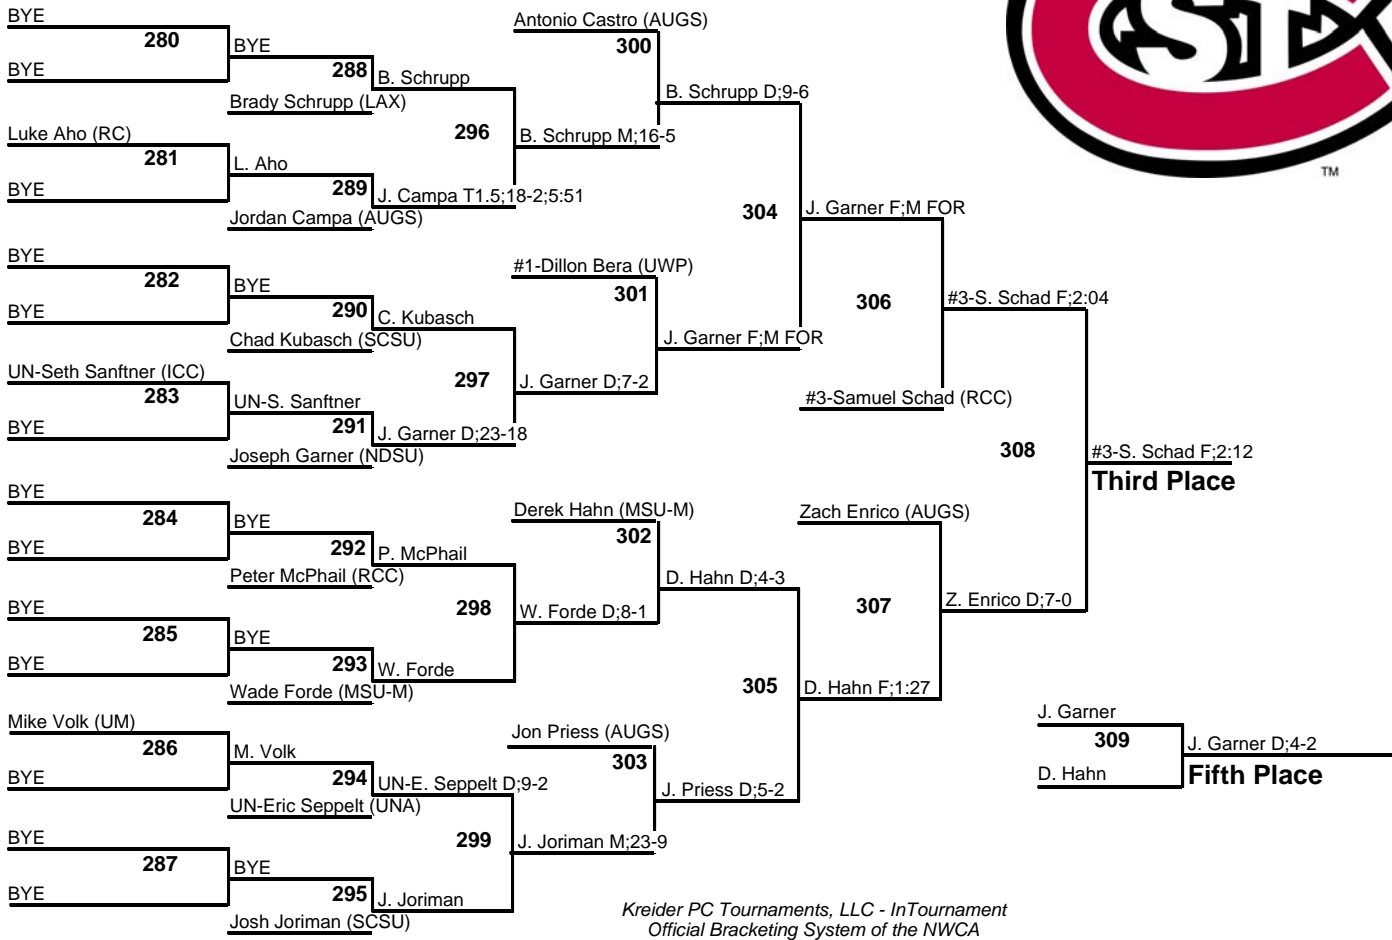 BYE
280
BYE
BYE
288
Brady Schrupp (LAX)
B. Schrupp
Luke Aho (RC)
281
BYE
L. Aho
289
Jordan Campa (AUGS)
J. Campa T1.5;18-2;5:51
296
B. Schrupp M;16-5
Antonio Castro (AUGS)
300
B. Schrupp D;9-6
BYE
282
BYE
BYE
290
Chad Kubasch (SCSU)
C. Kubasch
UN-Seth Sanftner (ICC)
283
BYE
UN-S. Sanftner
291
Joseph Garner (NDSU)
J. Garner D;23-18
297
J. Garner D;7-2
#1-Dillon Bera (UWP)
301
J. Garner F;M FOR
304
J. Garner F;M FOR
306
#3-Samuel Schad (RCC)
#3-S. Schad F;2:04
BYE
284
BYE
BYE
292
Peter McPhail (RCC)
P. McPhail
BYE
285
BYE
BYE
293
Wade Forde (MSU-M)
W. Forde
298
W. Forde D;8-1
Derek Hahn (MSU-M)
302
D. Hahn D;4-3
Mike Volk (UM)
286
BYE
M. Volk
294
UN-Eric Seppelt (UNA)
UN-E. Seppelt D;9-2
BYE
287
BYE
BYE
295
Josh Joriman (SCSU)
J. Joriman
299
J. Joriman M;23-9
Jon Priess (AUGS)
303
J. Priess D;5-2
305
D. Hahn F;1:27
Zach Enrico (AUGS)
307
Z. Enrico D;7-0
308
#3-S. Schad F;2:12
Third Place
J. Garner
309
D. Hahn
J. Garner D;4-2
Fifth Place
Kreider PC Tournaments, LLC - InTournament
Official Bracketing System of the NWCA
TM